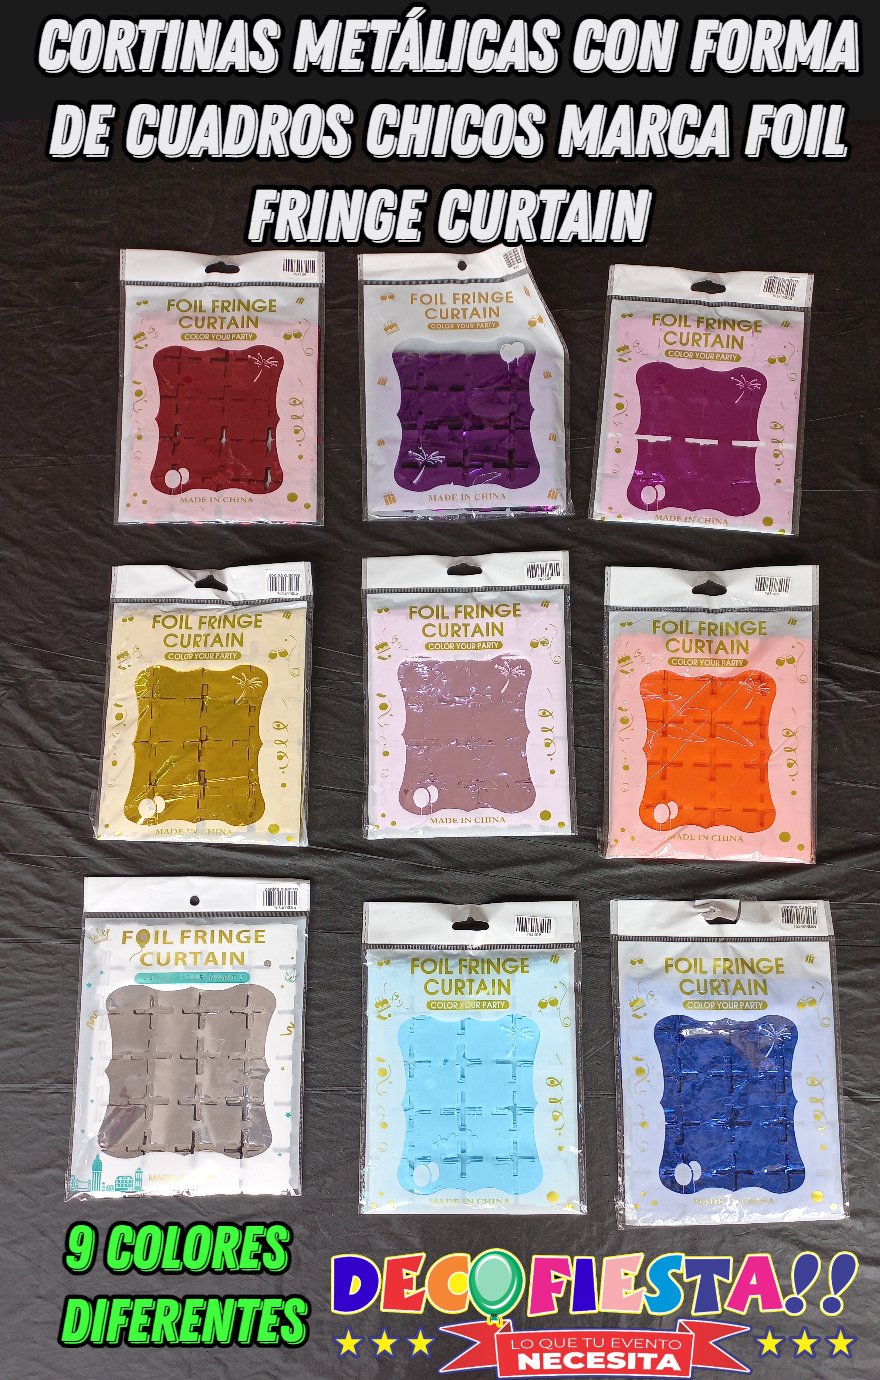 CORTINAS METÁLICAS CON FORMA
DE CUADROS CHICOS MARCA FOIL
FRINGE CURTAIN
FOIL FRINGE
CURTAIN
COLOR YOUR PARTY
MADE IN CHINA
FOIL FRINGE
CURTAIN
COLOR YOUR PARTY
MADE IN CHINA
FOIL FRINGE
CURTAIN
COLOR YOUR PARTY
MADE IN CHINA
FOIL FRINGE
CURTAIN
COLOR YOUR PARTY
MADE IN CHINA
FOIL FRINGE
CURTAIN
COLOR YOUR PARTY
MADE IN CHINA
FOIL FRINGE
CURTAIN
COLOR YOUR PARTY
MADE IN CHINA
FOIL FRINGE
CURTAIN
MADE
FOIL FRINGE
CURTAIN
COLOR YOUR PARTY
MADE IN CHINA
FOIL FRINGE
CURTAIN
COLOR YOUR PARTY
MADE IN CHINA
9 COLORES
DIFERENTES
DECOFIESTA!!
LO QUE TU EVENTO
NECESITA